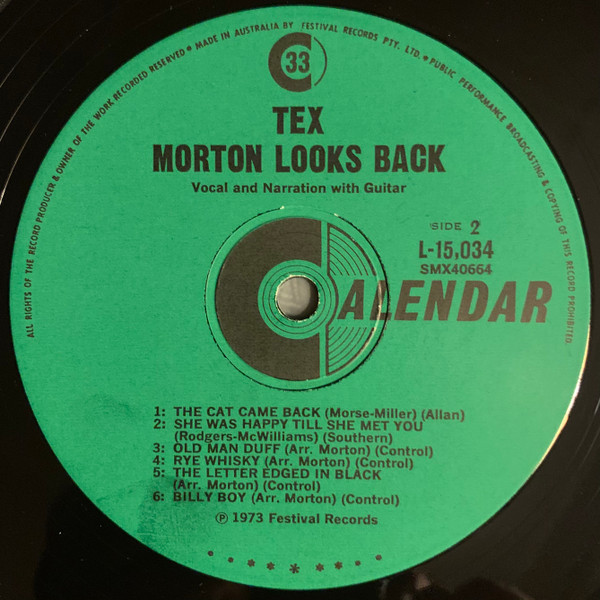 ALL RIGHTS OF THE RECORD PRODUCER & OWNER OF THE WORK RECORDED RESERVED • MADE IN AUSTRALIA BY FESTIVAL RECORDS PTY. LTD. • PUBLIC PERFORMANCE BROADCASTING & COPYING OF THIS RECORD PROHIBITED
33
TEX
MORTON LOOKS BACK
Vocal and Narration with Guitar
SIDE 2
L-15,034
SMX40664
CALENDAR
1: THE CAT CAME BACK (Morse-Miller) (Allan)
2: SHE WAS HAPPY TILL SHE MET YOU
(Rodgers-McWilliams) (Southern)
3: OLD MAN DUFF (Arr. Morton) (Control)
4: RYE WHISKY (Arr. Morton) (Control)
5: THE LETTER EDGED IN BLACK
(Arr. Morton) (Control)
6: BILLY BOY (Arr. Morton) (Control)
℗ 1973 Festival Records